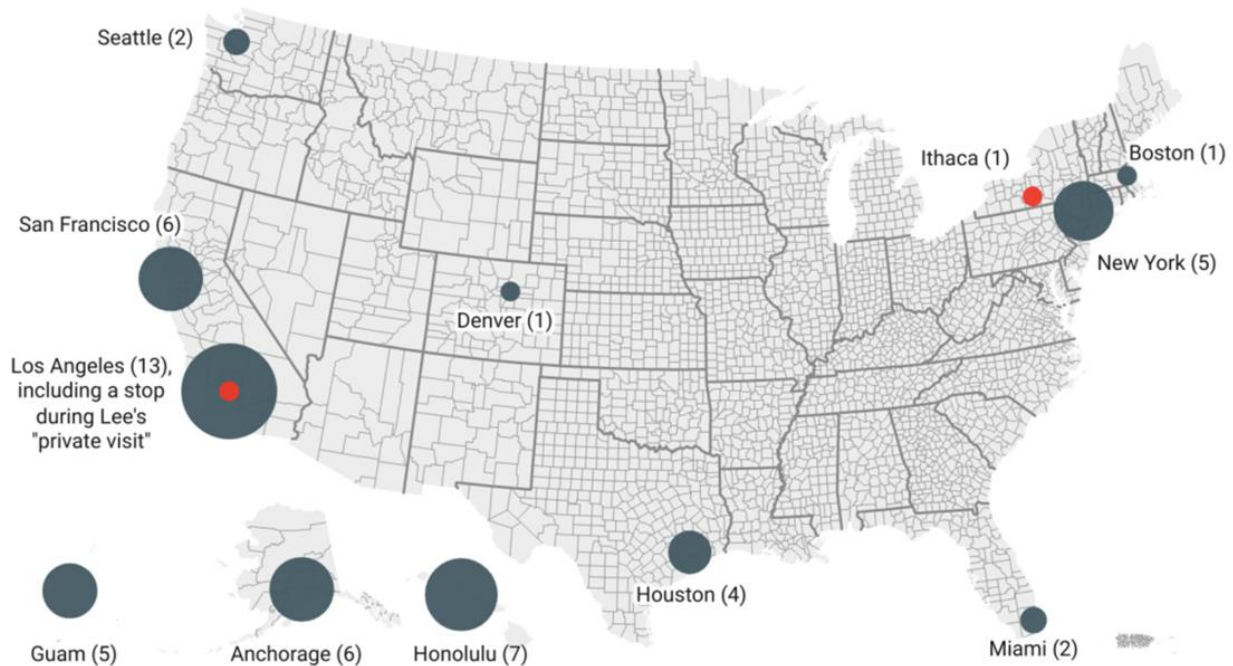 Seattle (2)
Ithaca (1)
Boston (1)
San Francisco (6)
New York (5)
Denver (1)
Los Angeles (13),
including a stop
during Lee's
"private visit"
Houston (4)
Miami (2)
Guam (5)
Anchorage (6)
Honolulu (7)